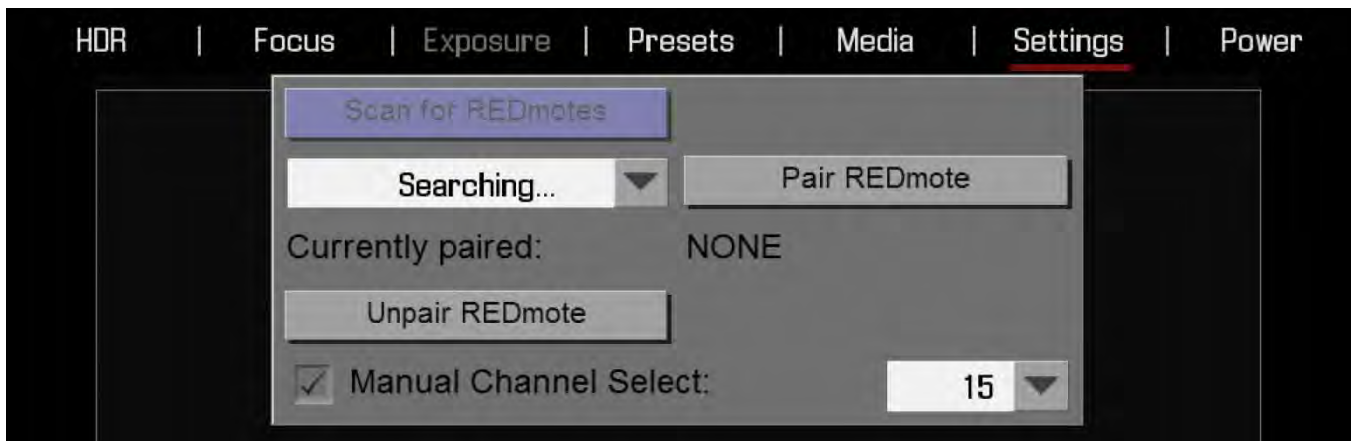 HDR | Focus | Exposure | Presets | Media | Settings | Power
Scan for REDmotes
Searching... Pair REDmote
Currently paired: NONE
Unpair REDmote
Manual Channel Select: 15